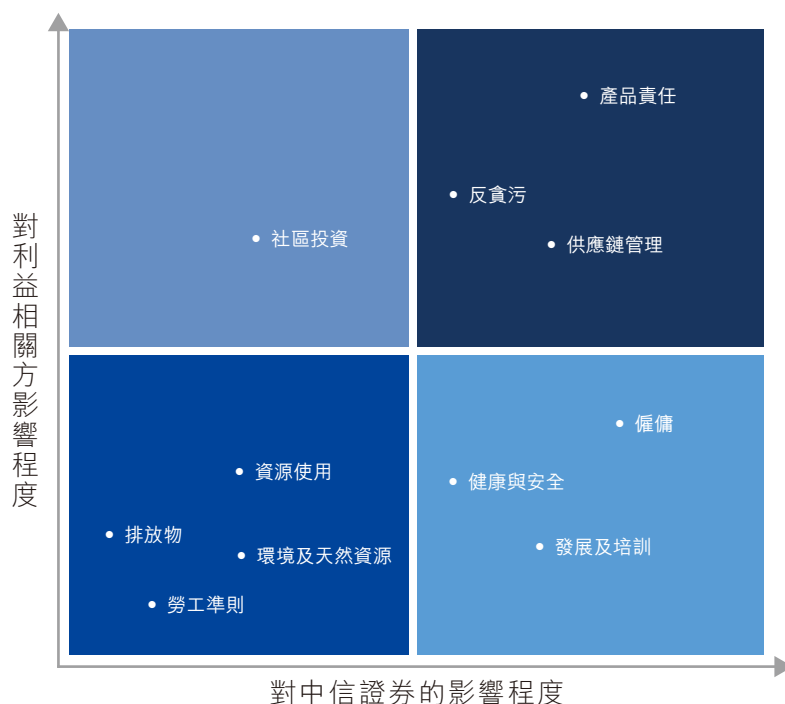 對利益相關方影響程度
產品責任
反貪污
社區投資
供應鏈管理
僱傭
資源使用
健康與安全
排放物
環境及天然資源
發展及培訓
勞工準則
對中信證券的影響程度